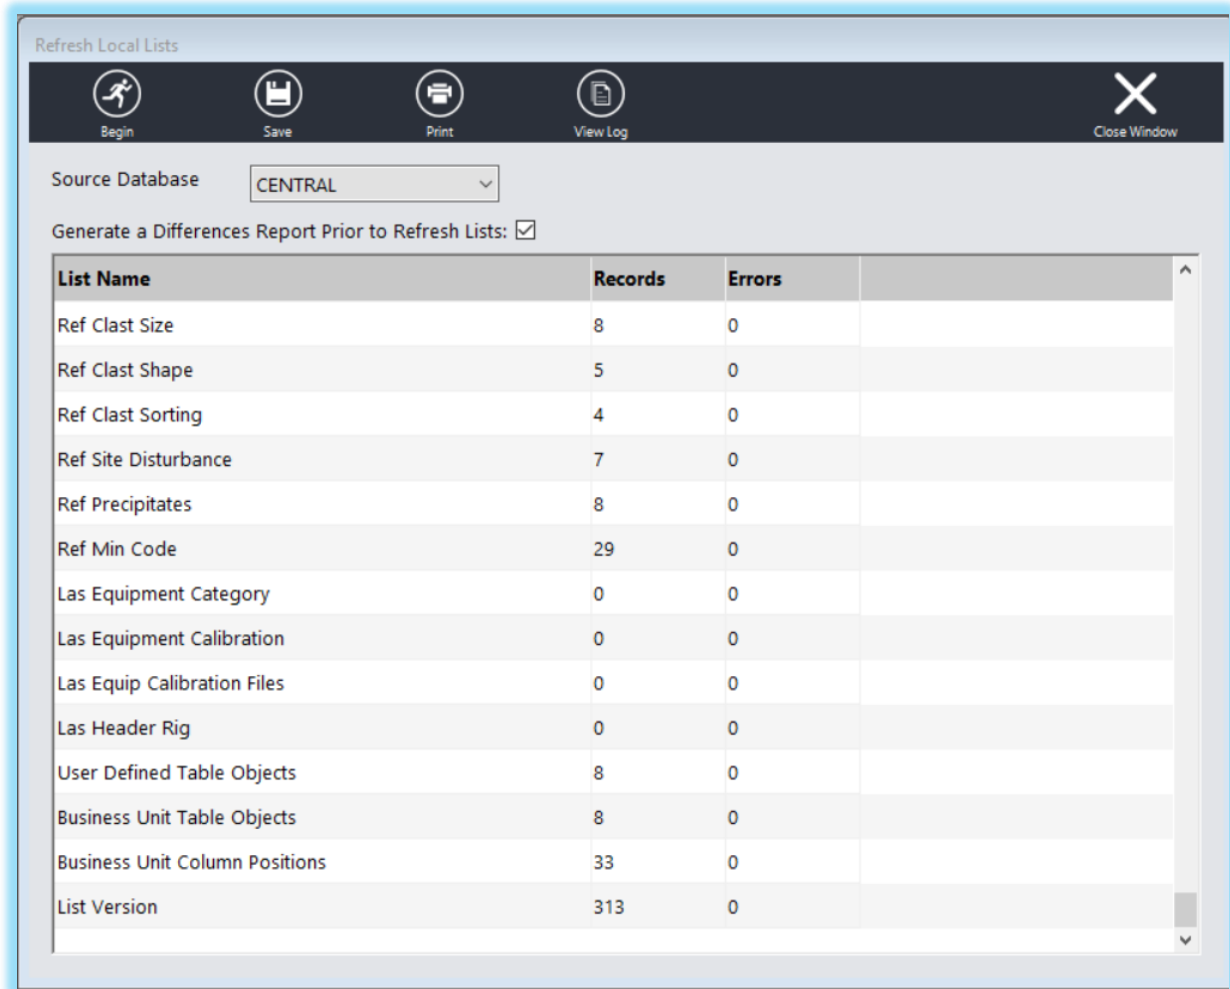 Refresh Local Lists
Begin Save Print View Log Close Window
Source Database CENTRAL
Generate a Differences Report Prior to Refresh Lists:
List Name Records Errors
Ref Clast Size 8 0
Ref Clast Shape 5 0
Ref Clast Sorting 4 0
Ref Site Disturbance 7 0
Ref Precipitates 8 0
Ref Min Code 29 0
Las Equipment Category 0 0
Las Equipment Calibration 0 0
Las Equip Calibration Files 0 0
Las Header Rig 0 0
User Defined Table Objects 8 0
Business Unit Table Objects 8 0
Business Unit Column Positions 33 0
List Version 313 0